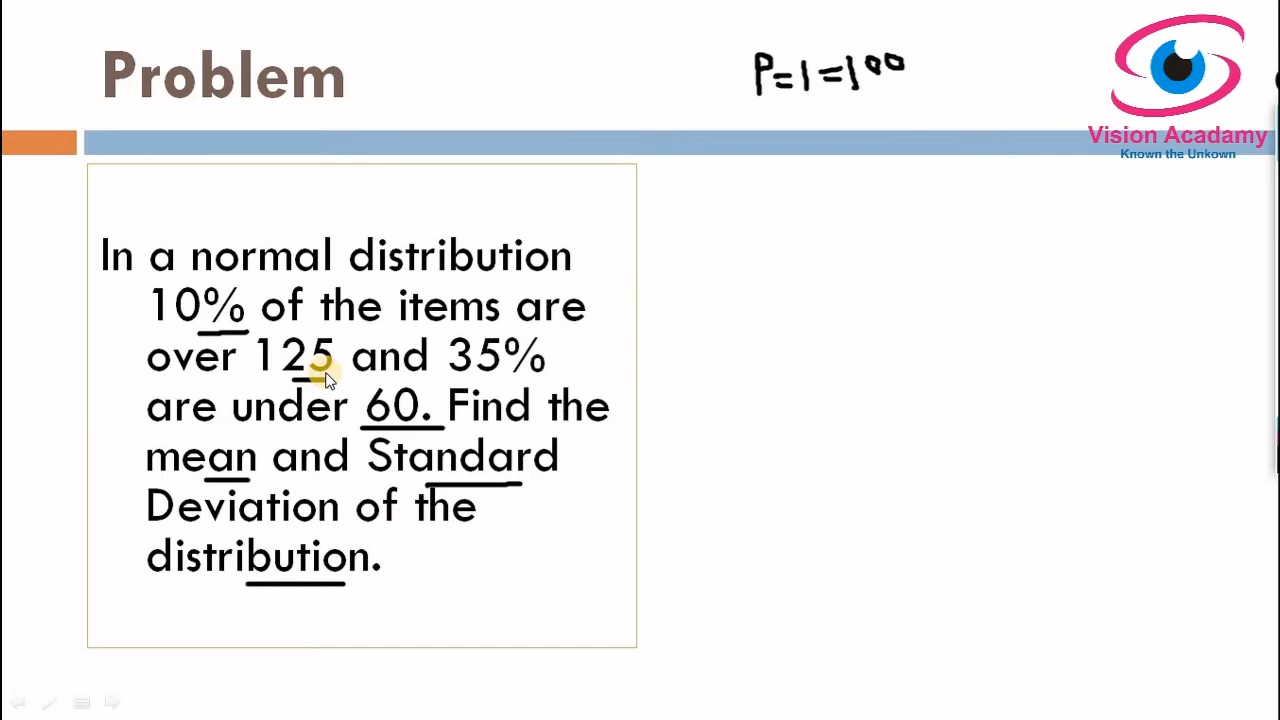 Problem
P=1=100
Vision Acadamy
Known the Unkown
In a normal distribution
10% of the items are
over 125 and 35%
are under 60. Find the
mean and Standard
Deviation of the
distribution.